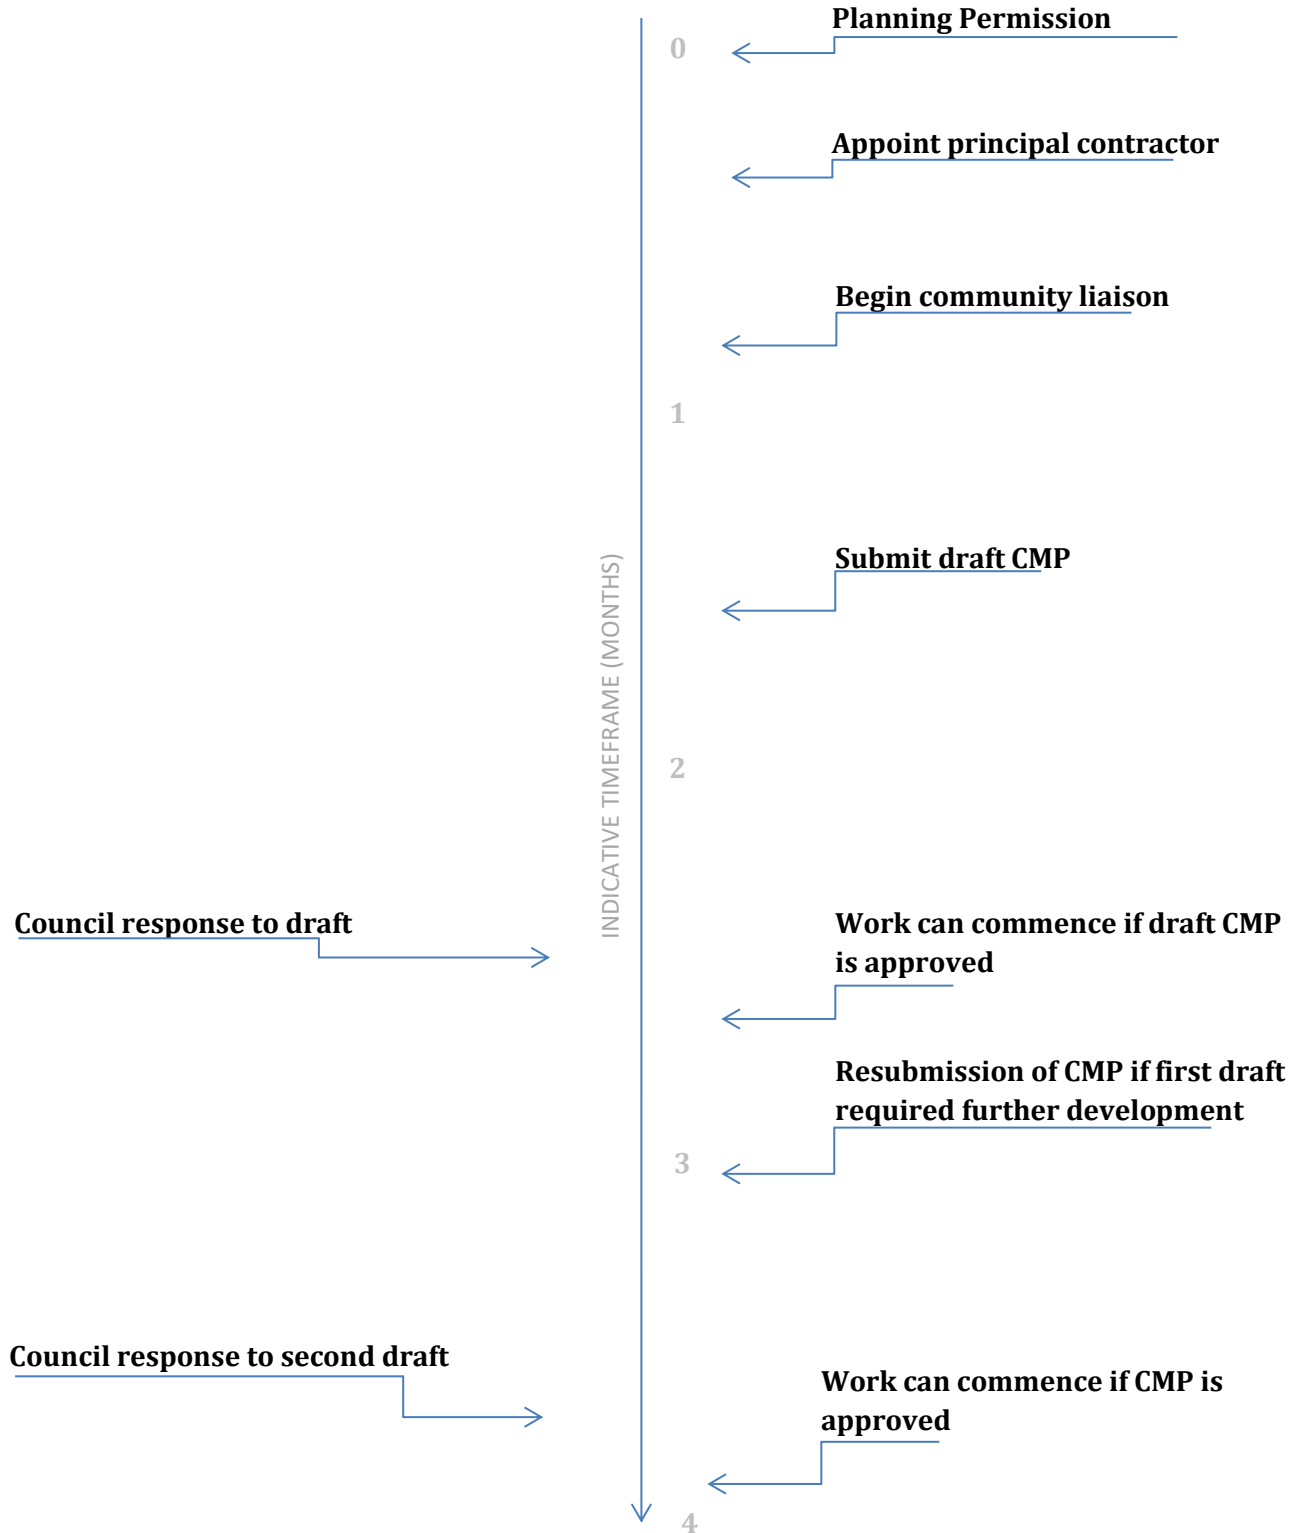 Planning Permission
0
Appoint principal contractor
Begin community liaison
1
Submit draft CMP
INDICATIVE TIMEFRAME (MONTHS)
2
Council response to draft
Work can commence if draft CMP
is approved
Resubmission of CMP if first draft
required further development
3
Council response to second draft
Work can commence if CMP is
approved
4